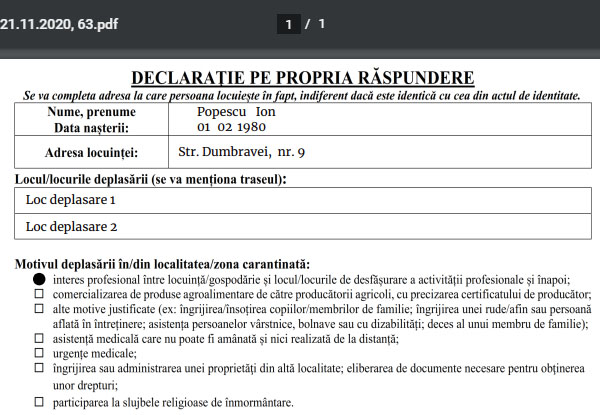 21.11.2020, 63.pdf
1 / 1
DECLARAȚIE PE PROPRIA RĂSPUNDERE
Se va completa adresa la care persoana locuiește în fapt, indiferent dacă este identică cu cea din actul de identitate.
Nume, prenume Popescu Ion
Data nașterii: 01 02 1980
Adresa locuinței: Str. Dumbravei, nr. 9
Locul/locurile deplasării (se va menționa traseul):
Loc deplasare 1
Loc deplasare 2
Motivul deplasării în/din localitatea/zona carantinată:
interes profesional între locuință/gospodărie și locul/locurile de desfășurare a activității profesionale și înapoi;
comercializarea de produse agroalimentare de către producătorii agricoli, cu precizarea certificatului de producător;
alte motive justificate (ex: îngrijirea/însoțirea copiilor/membrilor de familie; îngrijirea unei rude/afin sau persoană
aflată în întreținere; asistența persoanelor vârstnice, bolnave sau cu dizabilități; deces al unui membru de familie);
asistență medicală care nu poate fi amânată și nici realizată de la distanță;
urgențe medicale;
îngrijirea sau administrarea unei proprietăți din altă localitate; eliberarea de documente necesare pentru obținerea
unor drepturi;
participarea la slujbele religioase de înmormântare.